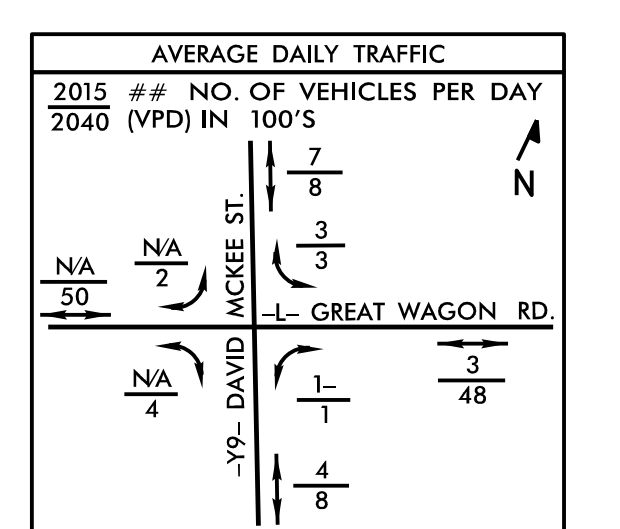 AVERAGE DAILY TRAFFIC
2015 ## NO. OF VEHICLES PER DAY
2040 (VPD) IN 100'S
N
7
8
3
3
N/A
2
N/A
50
MCKEE ST.
-L- GREAT WAGON RD.
-Y9- DAVID
N/A
4
1-
1
3
48
4
8